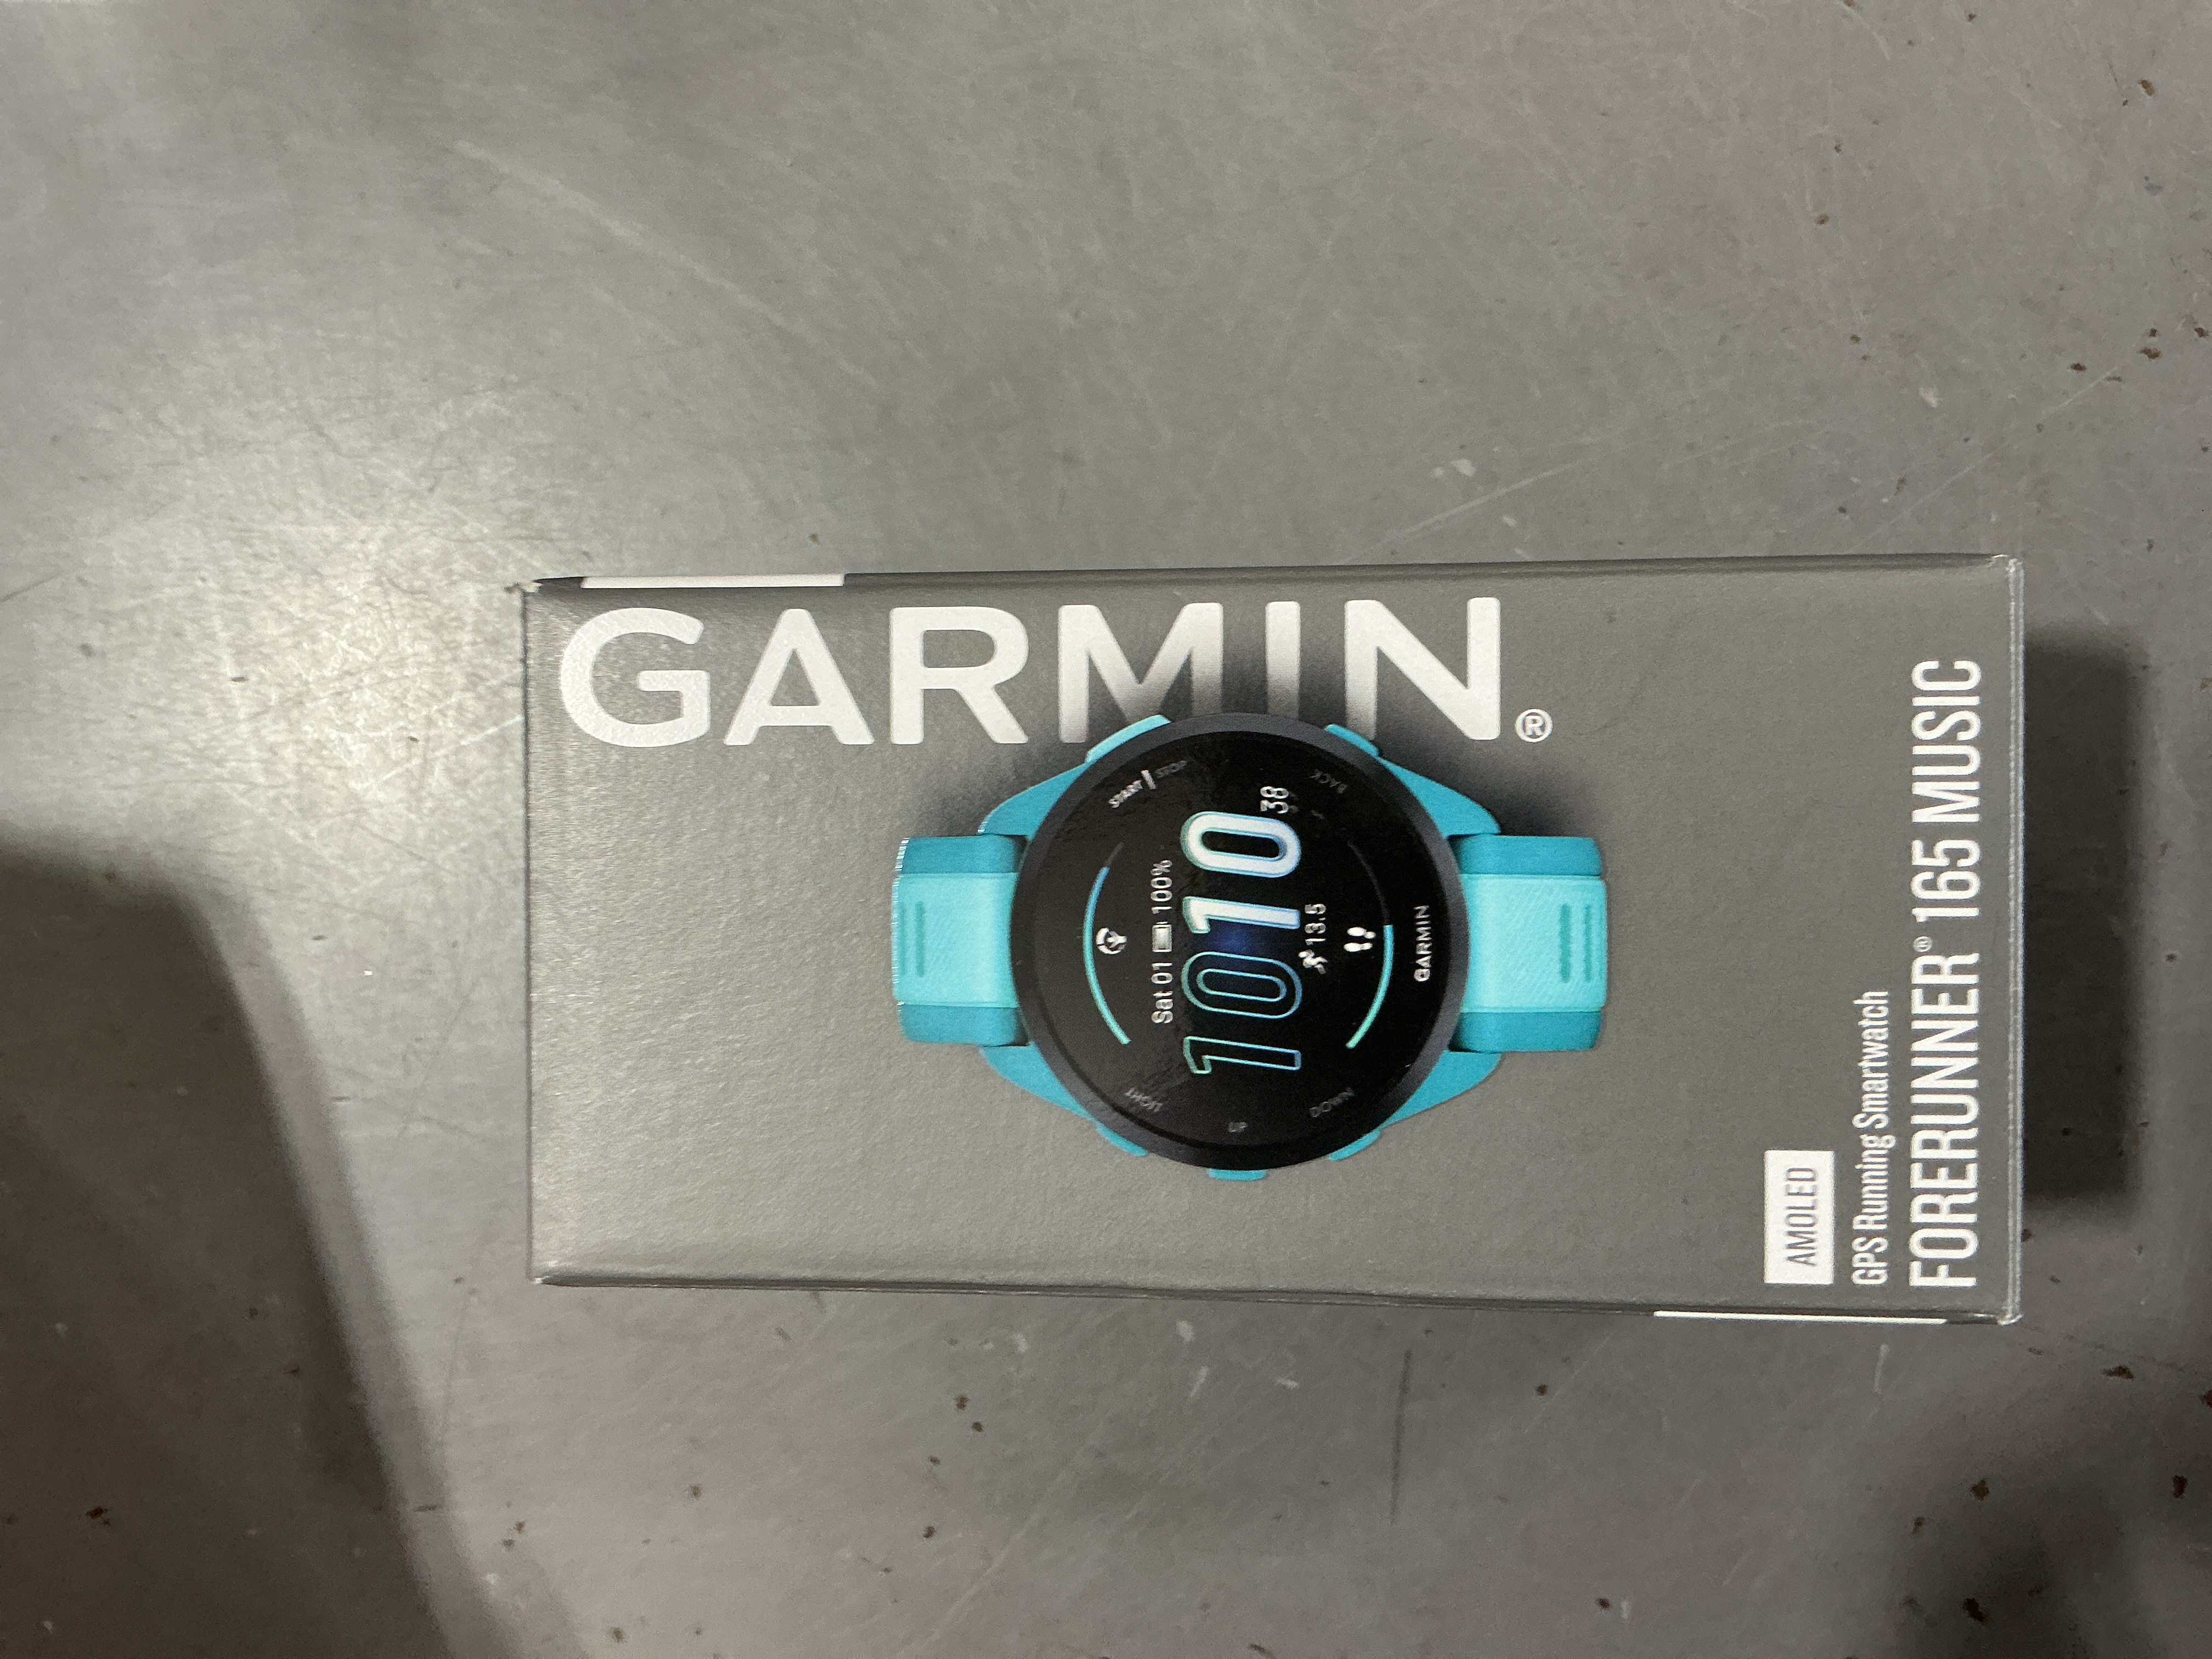 GARMIN®
START STOP
LIGHT
Sat 01 100%
1010 38
UP
13.5
DOWN
BACK
GARMIN
AMOLED
GPS Running Smartwatch
FORERUNNER® 165 MUSIC